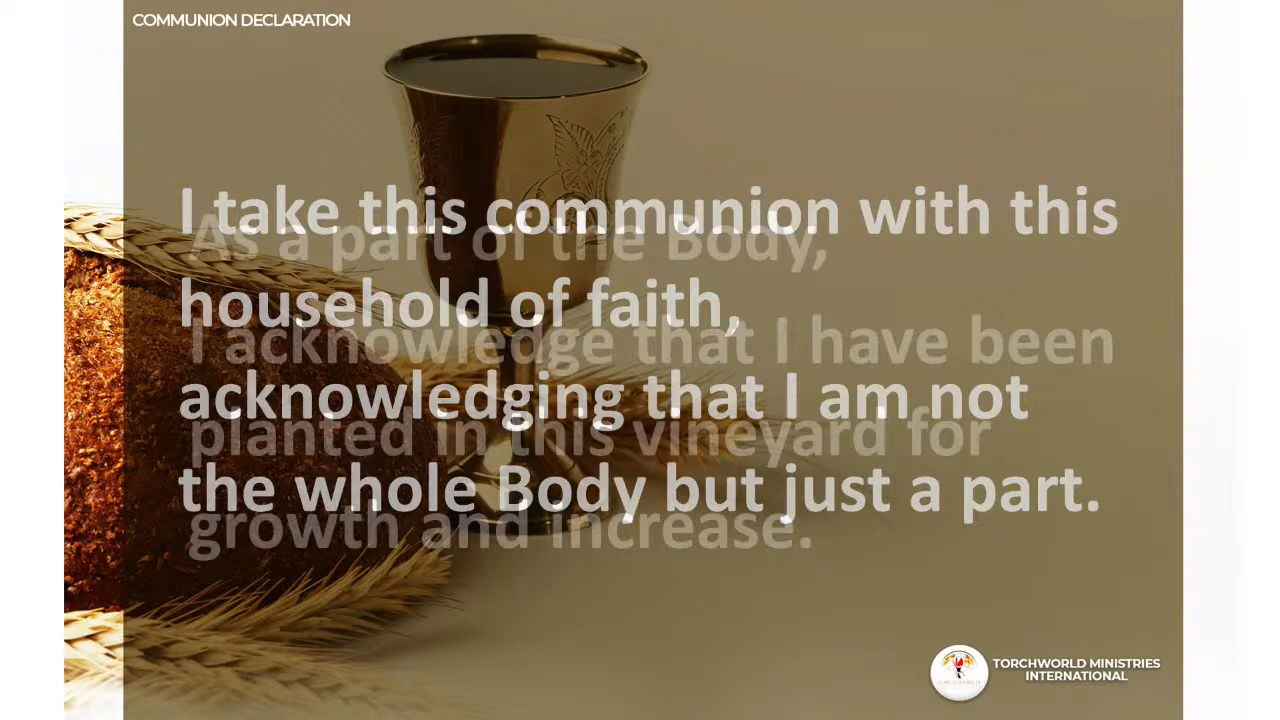 COMMUNION DECLARATION
I take this communion with this
household of faith,
acknowledging that I am not
the whole Body but just a part.
As a part of the Body,
I acknowledge that I have been
planted in this vineyard for
growth and increase.
TORCHWORLD MINISTRIES
INTERNATIONAL